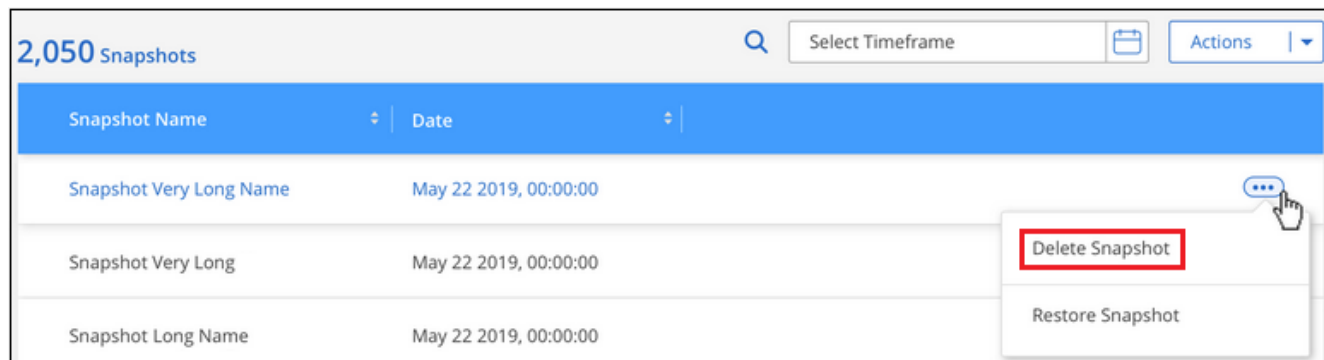 2,050 Snapshots
Select Timeframe
Actions
Snapshot Name Date
Snapshot Very Long Name May 22 2019, 00:00:00
Delete Snapshot
Snapshot Very Long May 22 2019, 00:00:00
Restore Snapshot
Snapshot Long Name May 22 2019, 00:00:00